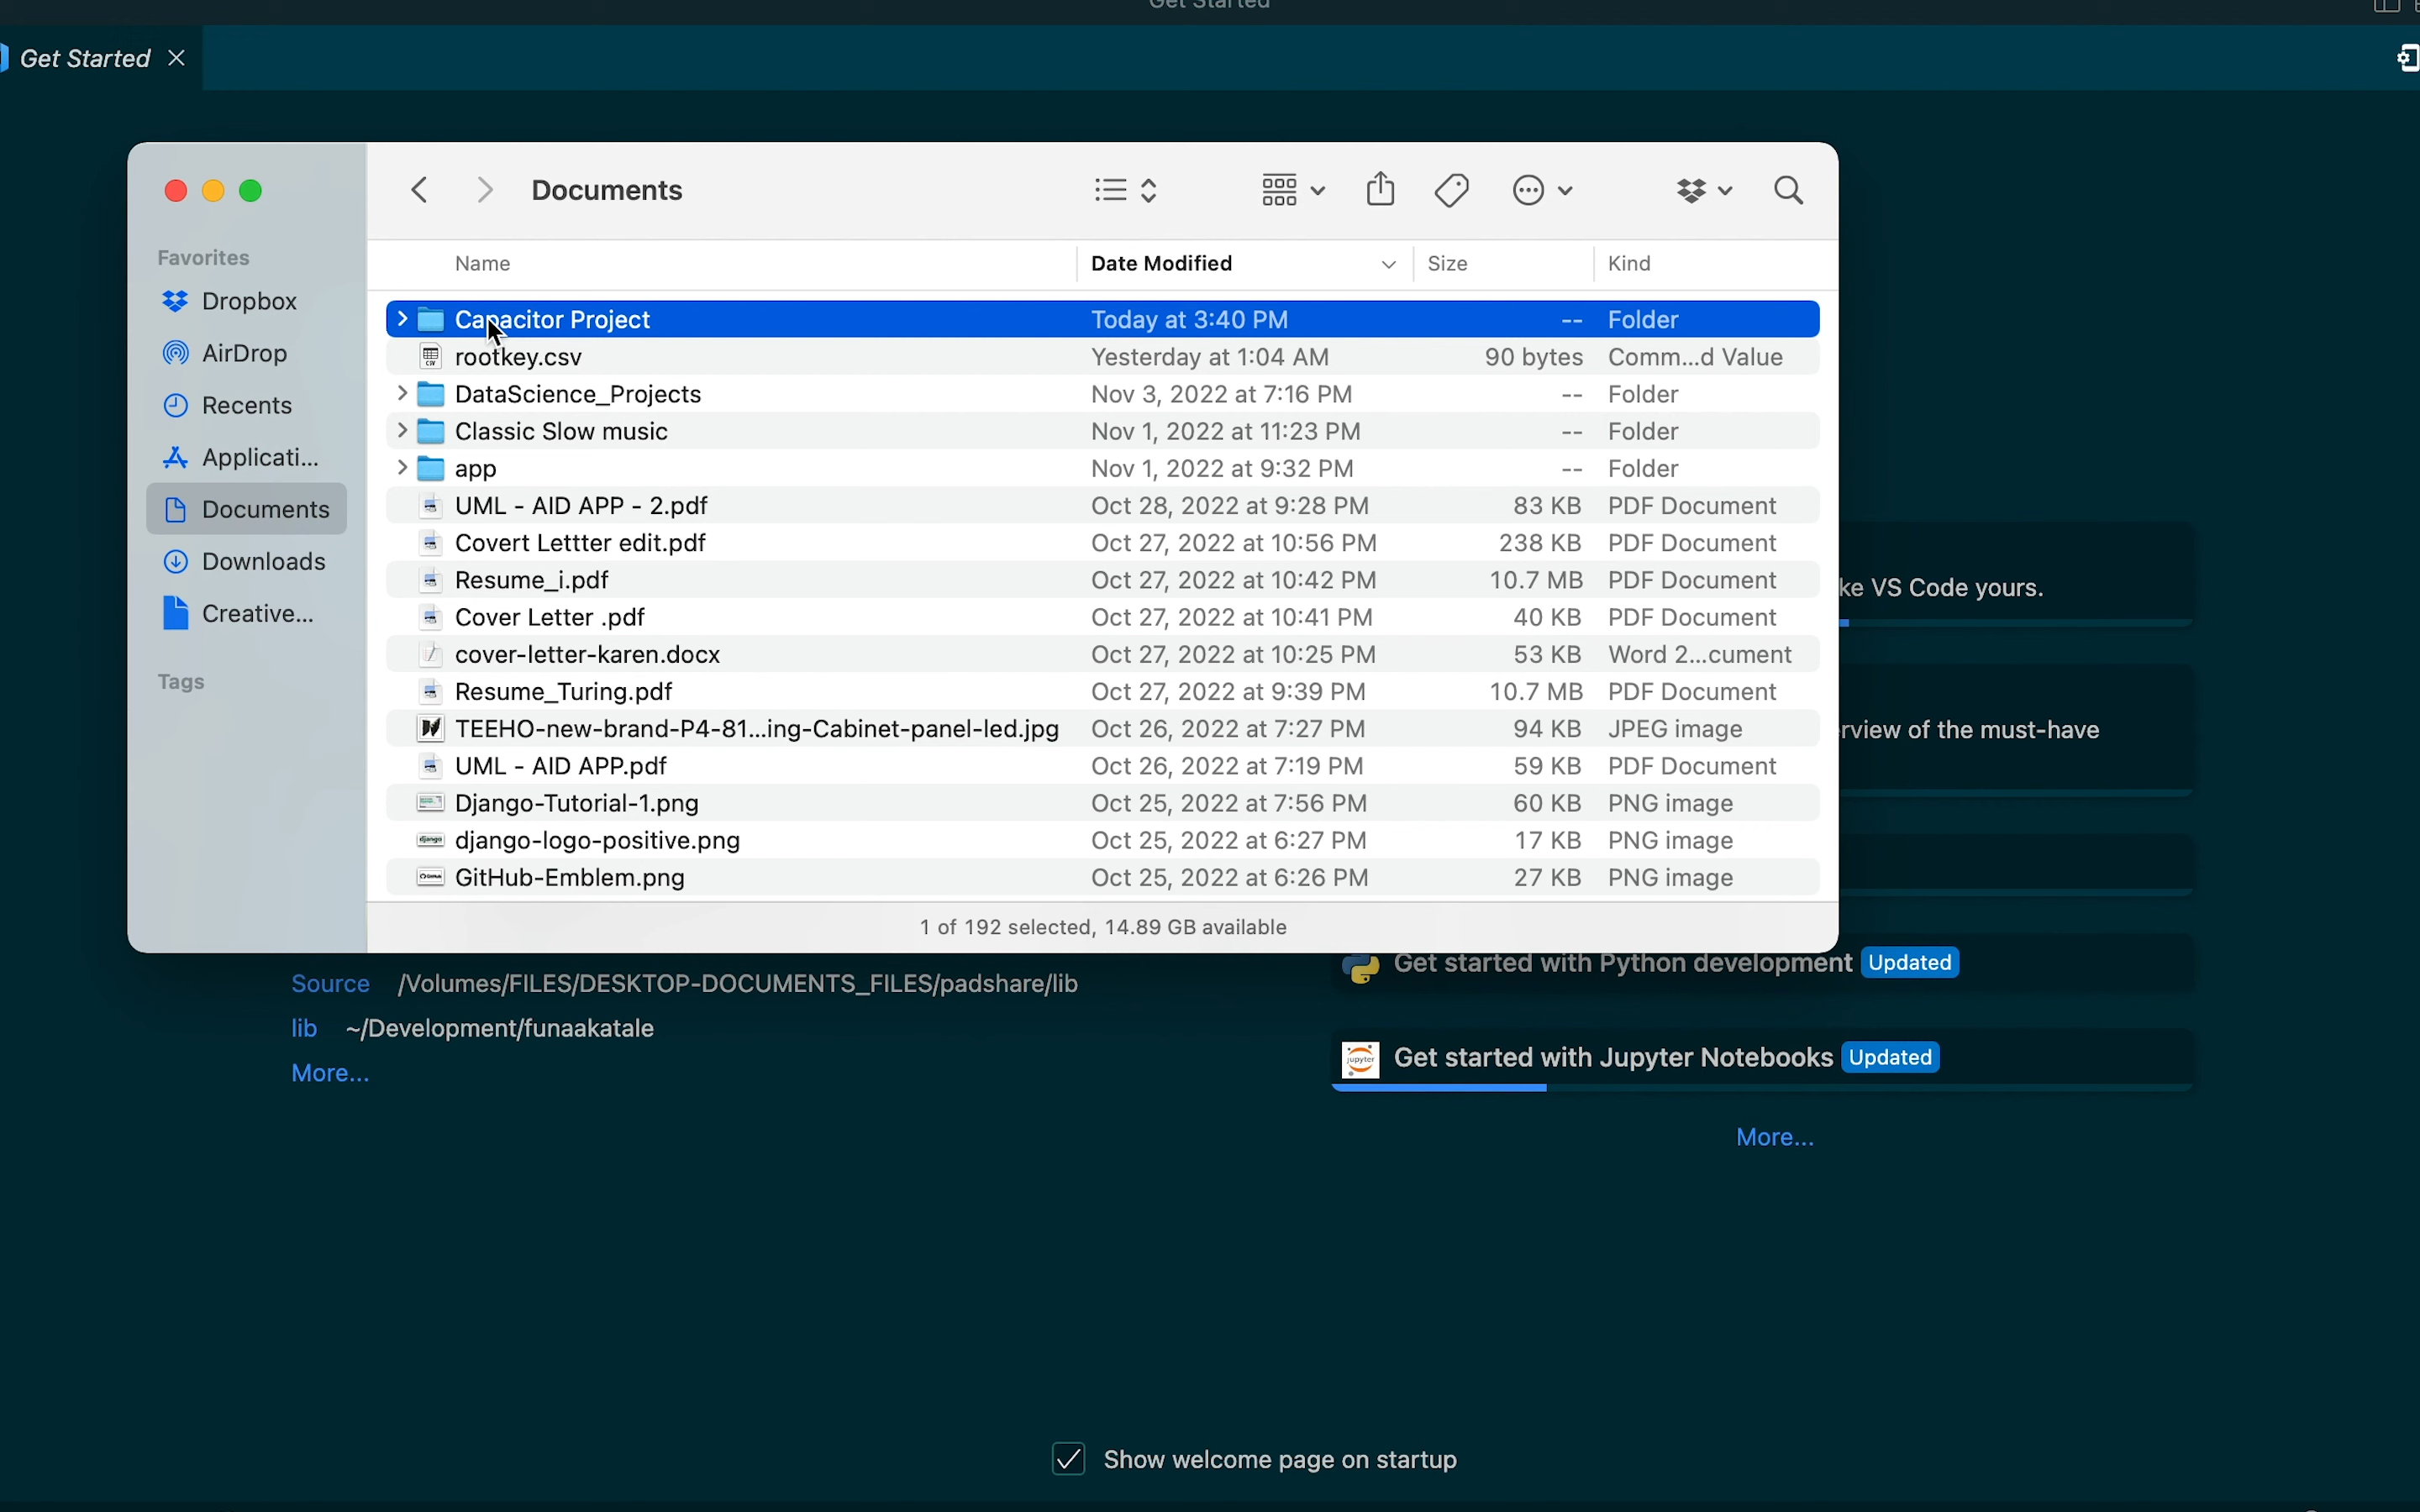 Get Started
Get Started
Documents
Favorites
Dropbox
AirDrop
Recents
Applicati...
Documents
Downloads
Creative...
Tags
Name Date Modified Size Kind
Capacitor Project Today at 3:40 PM -- Folder
rootkey.csv Yesterday at 1:04 AM 90 bytes Comm...d Value
DataScience_Projects Nov 3, 2022 at 7:16 PM -- Folder
Classic Slow music Nov 1, 2022 at 11:23 PM -- Folder
app Nov 1, 2022 at 9:32 PM -- Folder
UML - AID APP - 2.pdf Oct 28, 2022 at 9:28 PM 83 KB PDF Document
Covert Lettter edit.pdf Oct 27, 2022 at 10:56 PM 238 KB PDF Document
Resume_i.pdf Oct 27, 2022 at 10:42 PM 10.7 MB PDF Document
Cover Letter .pdf Oct 27, 2022 at 10:41 PM 40 KB PDF Document
cover-letter-karen.docx Oct 27, 2022 at 10:25 PM 53 KB Word 2...cument
Resume_Turing.pdf Oct 27, 2022 at 9:39 PM 10.7 MB PDF Document
TEEHO-new-brand-P4-81...ing-Cabinet-panel-led.jpg Oct 26, 2022 at 7:27 PM 94 KB JPEG image
UML - AID APP.pdf Oct 26, 2022 at 7:19 PM 59 KB PDF Document
Django-Tutorial-1.png Oct 25, 2022 at 7:56 PM 60 KB PNG image
django-logo-positive.png Oct 25, 2022 at 6:27 PM 17 KB PNG image
GitHub-Emblem.png Oct 25, 2022 at 6:26 PM 27 KB PNG image
1 of 192 selected, 14.89 GB available
ke VS Code yours.
rview of the must-have
Source /Volumes/FILES/DESKTOP-DOCUMENTS_FILES/padshare/lib
lib ~/Development/funaakatale
More...
Get started with Python development Updated
jupyter Get started with Jupyter Notebooks Updated
More...
Show welcome page on startup